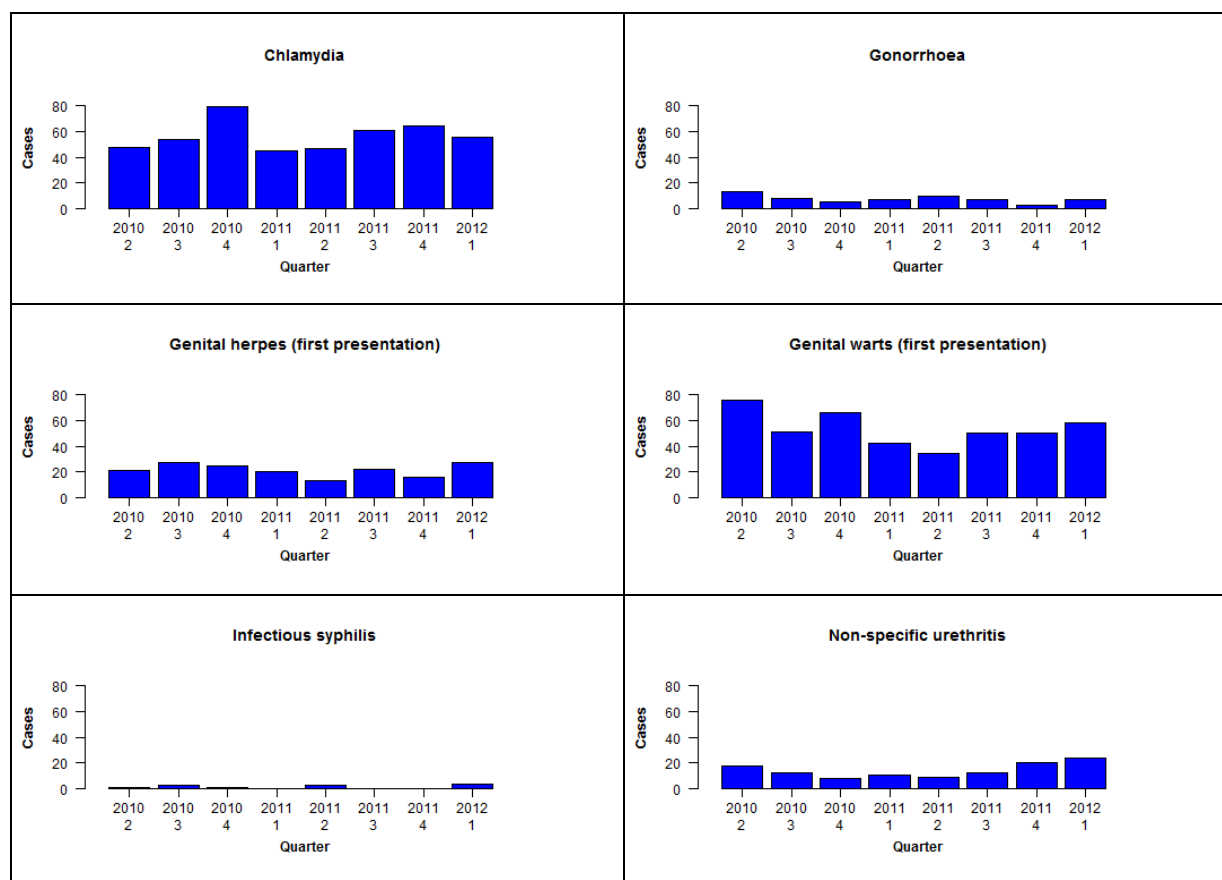 Chlamydia
Cases
80
60
40
20
0
2010 2010 2010 2011 2011 2011 2011 2012
2 3 4 1 2 3 4 1
Quarter
Gonorrhoea
Cases
80
60
40
20
0
2010 2010 2010 2011 2011 2011 2011 2012
2 3 4 1 2 3 4 1
Quarter
Genital herpes (first presentation)
Cases
80
60
40
20
0
2010 2010 2010 2011 2011 2011 2011 2012
2 3 4 1 2 3 4 1
Quarter
Genital warts (first presentation)
Cases
80
60
40
20
0
2010 2010 2010 2011 2011 2011 2011 2012
2 3 4 1 2 3 4 1
Quarter
Infectious syphilis
Cases
80
60
40
20
0
2010 2010 2010 2011 2011 2011 2011 2012
2 3 4 1 2 3 4 1
Quarter
Non-specific urethritis
Cases
80
60
40
20
0
2010 2010 2010 2011 2011 2011 2011 2012
2 3 4 1 2 3 4 1
Quarter